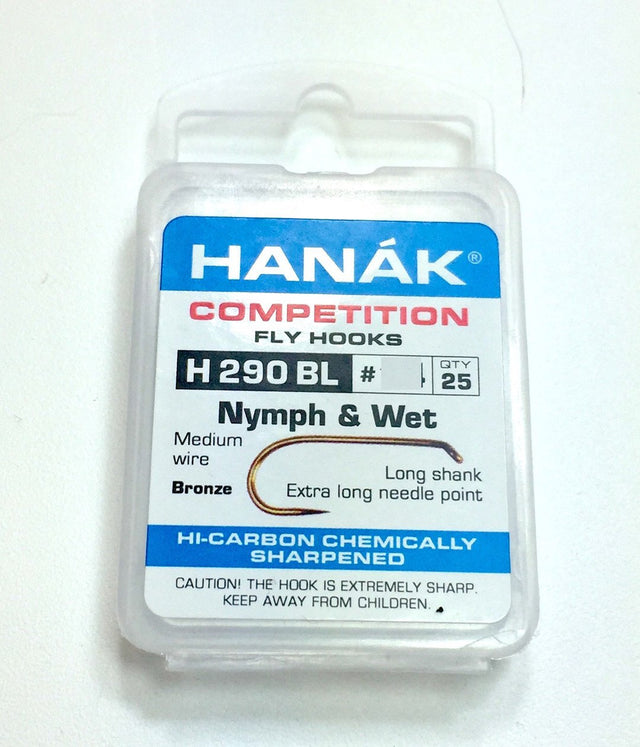 HANÁK®
COMPETITION
FLY HOOKS
H 290 BL #
QTY
25
Nymph & Wet
Medium
wire
Bronze
Long shank
Extra long needle point
HI-CARBON CHEMICALLY
SHARPENED
CAUTION! THE HOOK IS EXTREMELY SHARP.
KEEP AWAY FROM CHILDREN.